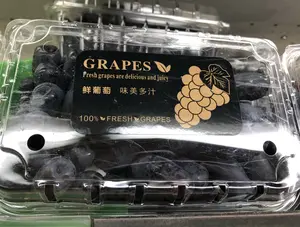 GRAPES
Fresh grapes are delicious and juicy
鲜葡萄 味美多汁
100% FRESH GRAPES